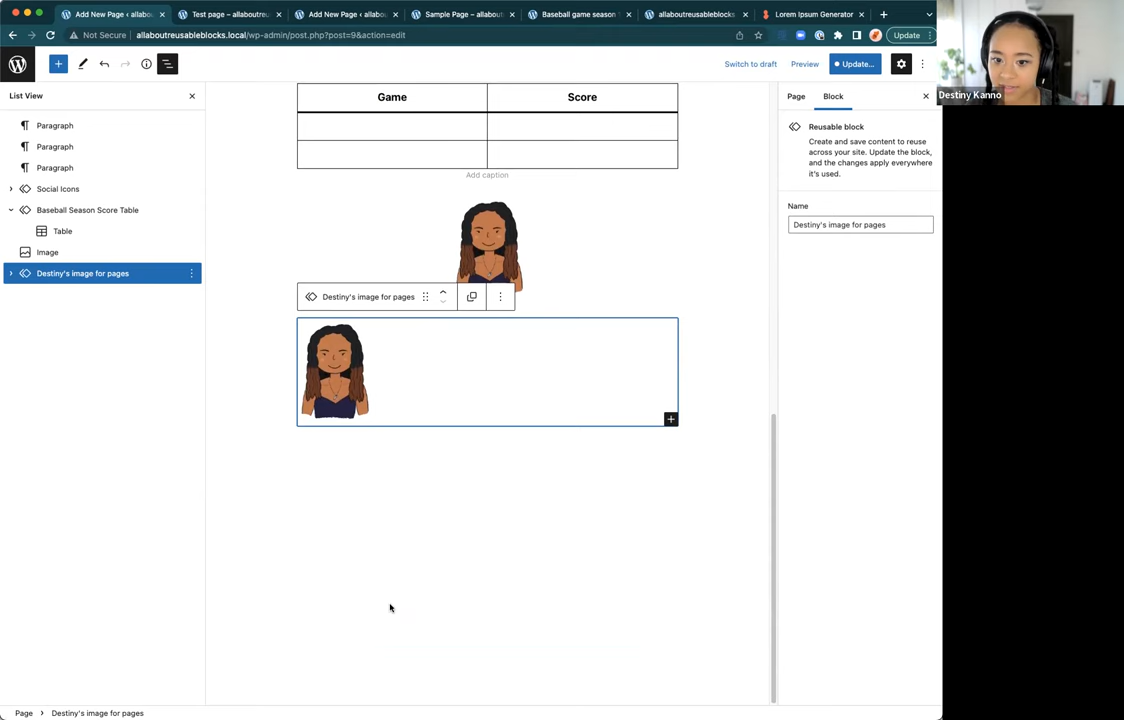 Add New Page ‹ allabou
Test page – allaboutreu
Add New Page ‹ allabou
Sample Page – allabout
Baseball game season 1
allaboutreusableblocks
Lorem Ipsum Generator
Not Secure
allaboutreusableblocks.local/wp-admin/post.php?post=9&action=edit
Update
Switch to draft
Preview
Update...
List View
Paragraph
Paragraph
Paragraph
Social Icons
Baseball Season Score Table
Table
Image
Destiny's image for pages
Game
Score
Add caption
Destiny's image for pages
Page
Block
Reusable block
Create and save content to reuse
across your site. Update the block,
and the changes apply everywhere
it's used.
Name
Destiny's image for pages
Destiny Kanno
Page
Destiny's image for pages